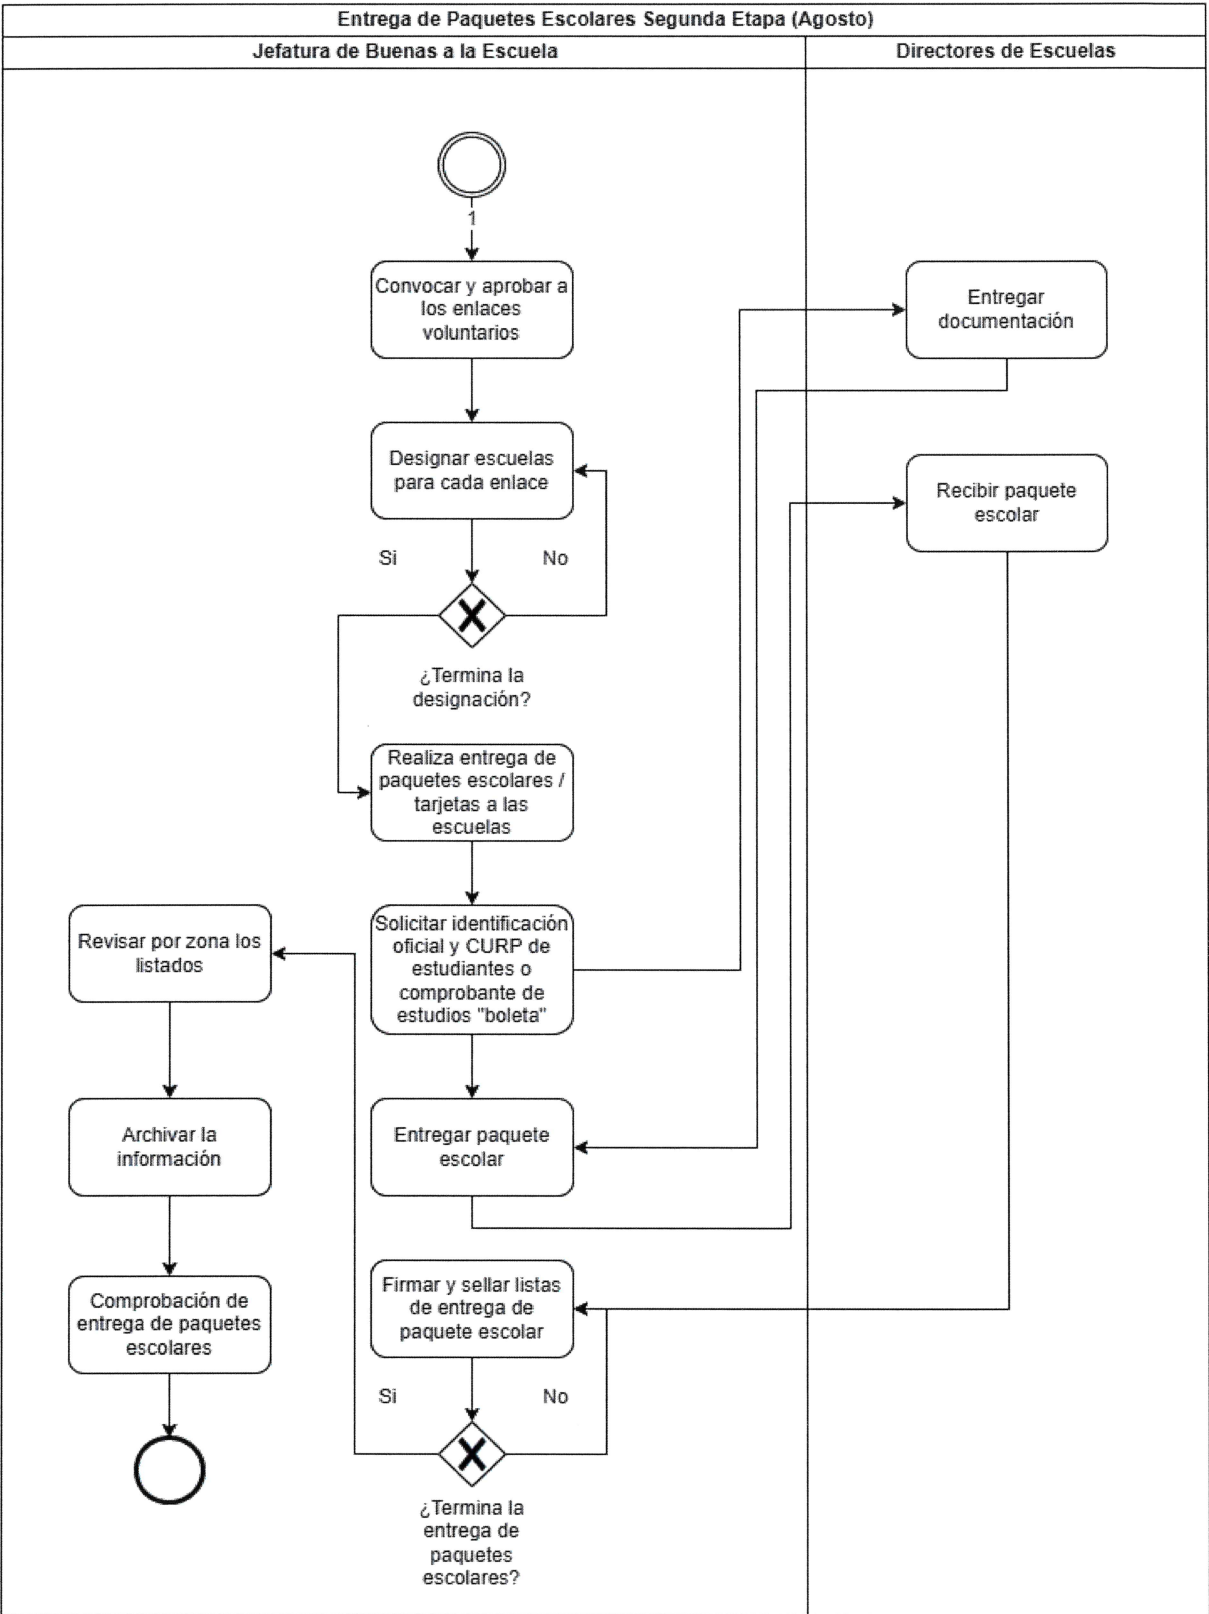 Entrega de Paquetes Escolares Segunda Etapa (Agosto)
Jefatura de Buenas a la Escuela
Directores de Escuelas
1
Convocar y aprobar a
los enlaces
voluntarios
Entregar
documentación
Designar escuelas
para cada enlace
Recibir paquete
escolar
Si
No
¿Termina la
designación?
Realiza entrega de
paquetes escolares /
tarjetas a las
escuelas
Solicitar identificación
oficial y CURP de
estudiantes o
comprobante de
estudios "boleta"
Revisar por zona los
listados
Entregar paquete
escolar
Archivar la
información
Firmar y sellar listas
de entrega de
paquete escolar
Comprobación de
entrega de paquetes
escolares
Si
No
¿Termina la
entrega de
paquetes
escolares?